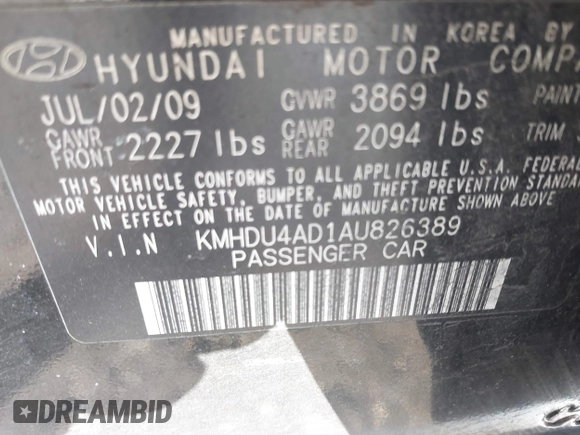 MANUFACTURED IN KOREA BY
HYUNDAI MOTOR
JUL/02/09 GVWR 3869 lbs PAINT
GAWR FRONT 2227 lbs GAWR REAR 2094 lbs TRIM
THIS VEHICLE CONFORMS TO ALL APPLICABLE U.S.A. FEDERAL
MOTOR VEHICLE SAFETY, BUMPER, AND THEFT PREVENTION
IN EFFECT ON THE DATE OF MANUFACTURE SHOWN ABOVE
V.I.N KMHDU4AD1AU826389
PASSENGER CAR
DREAMBID